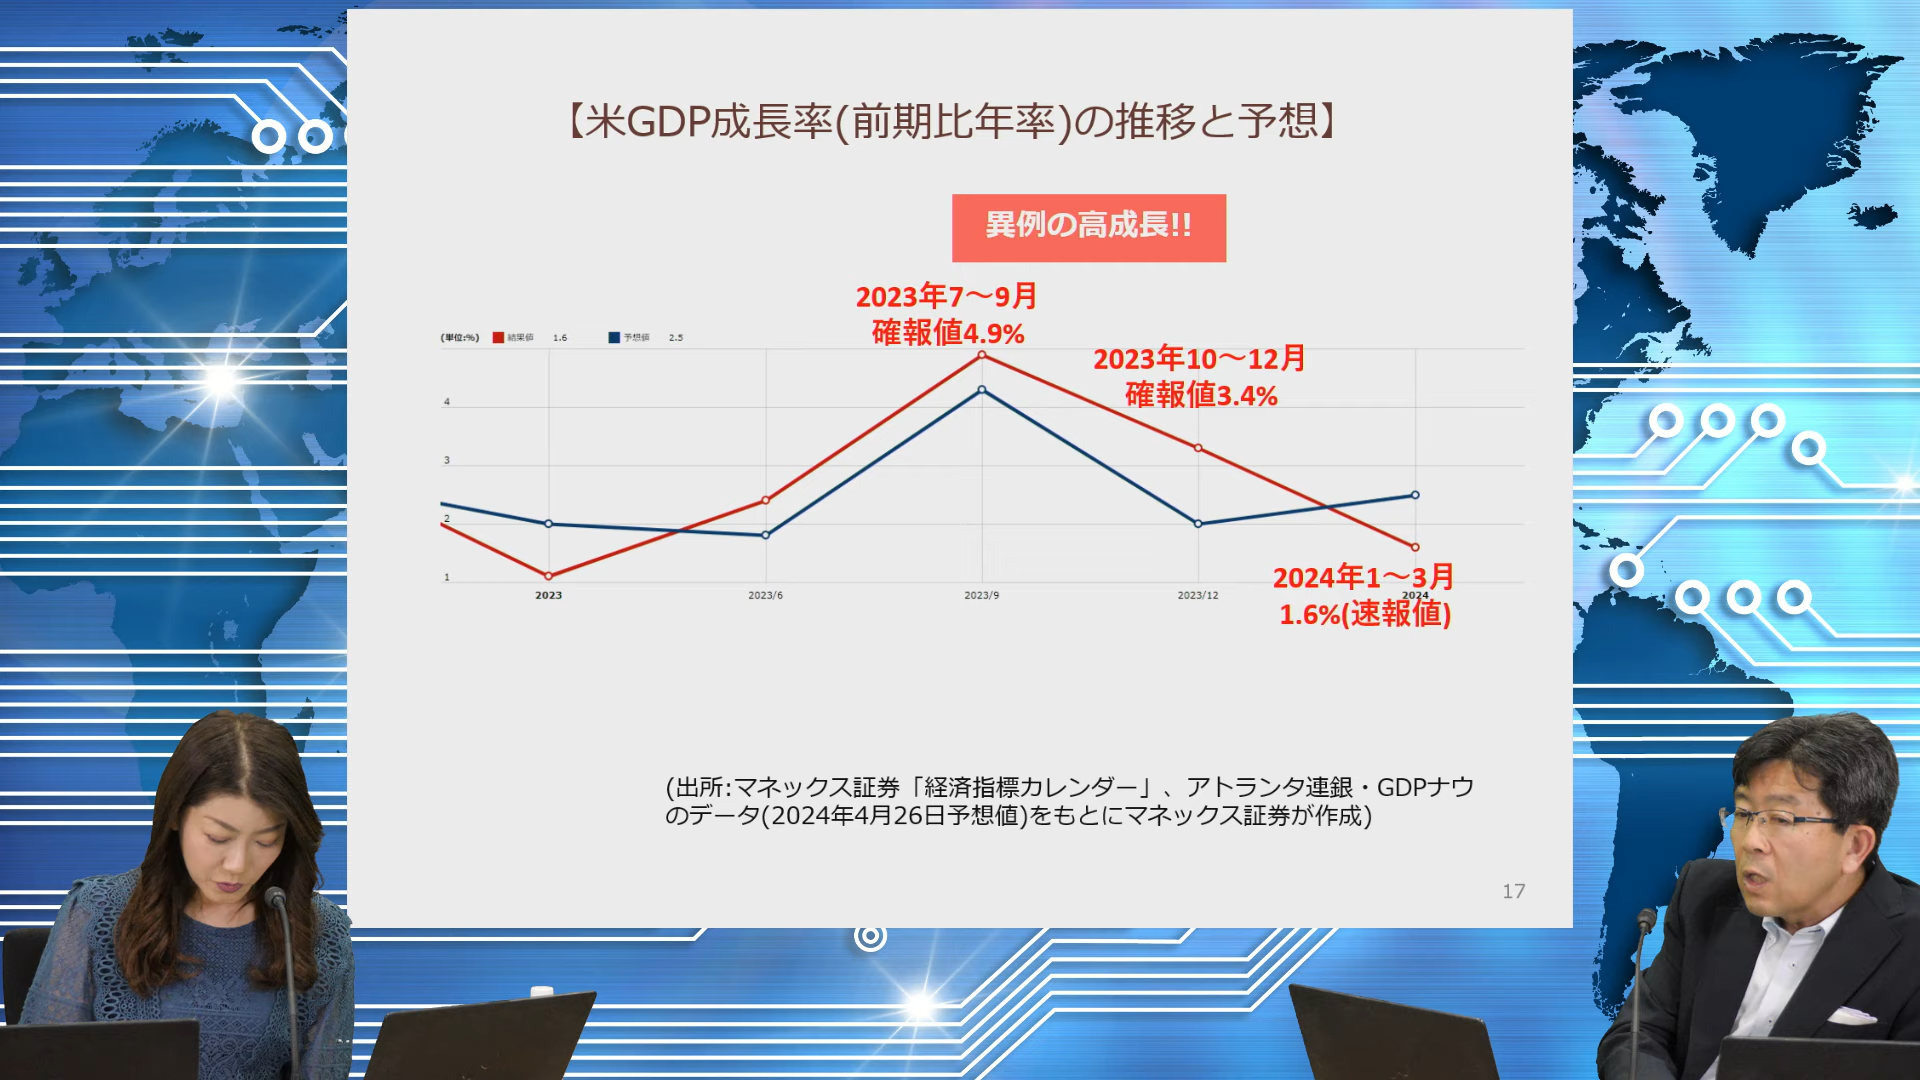 【米GDP成長率(前期比年率)の推移と予想】
異例の高成長!!
2023年7～9月
確報値4.9%
2023年10～12月
確報値3.4%
(単位:%) 結果値 1.6 予想値 2.5
4
3
2
1
2023 2023/6 2023/9 2023/12 2024
2024年1～3月
1.6%(速報値)
(出所:マネックス証券「経済指標カレンダー」、アトランタ連銀・GDPナウ
のデータ(2024年4月26日予想値)をもとにマネックス証券が作成)
17